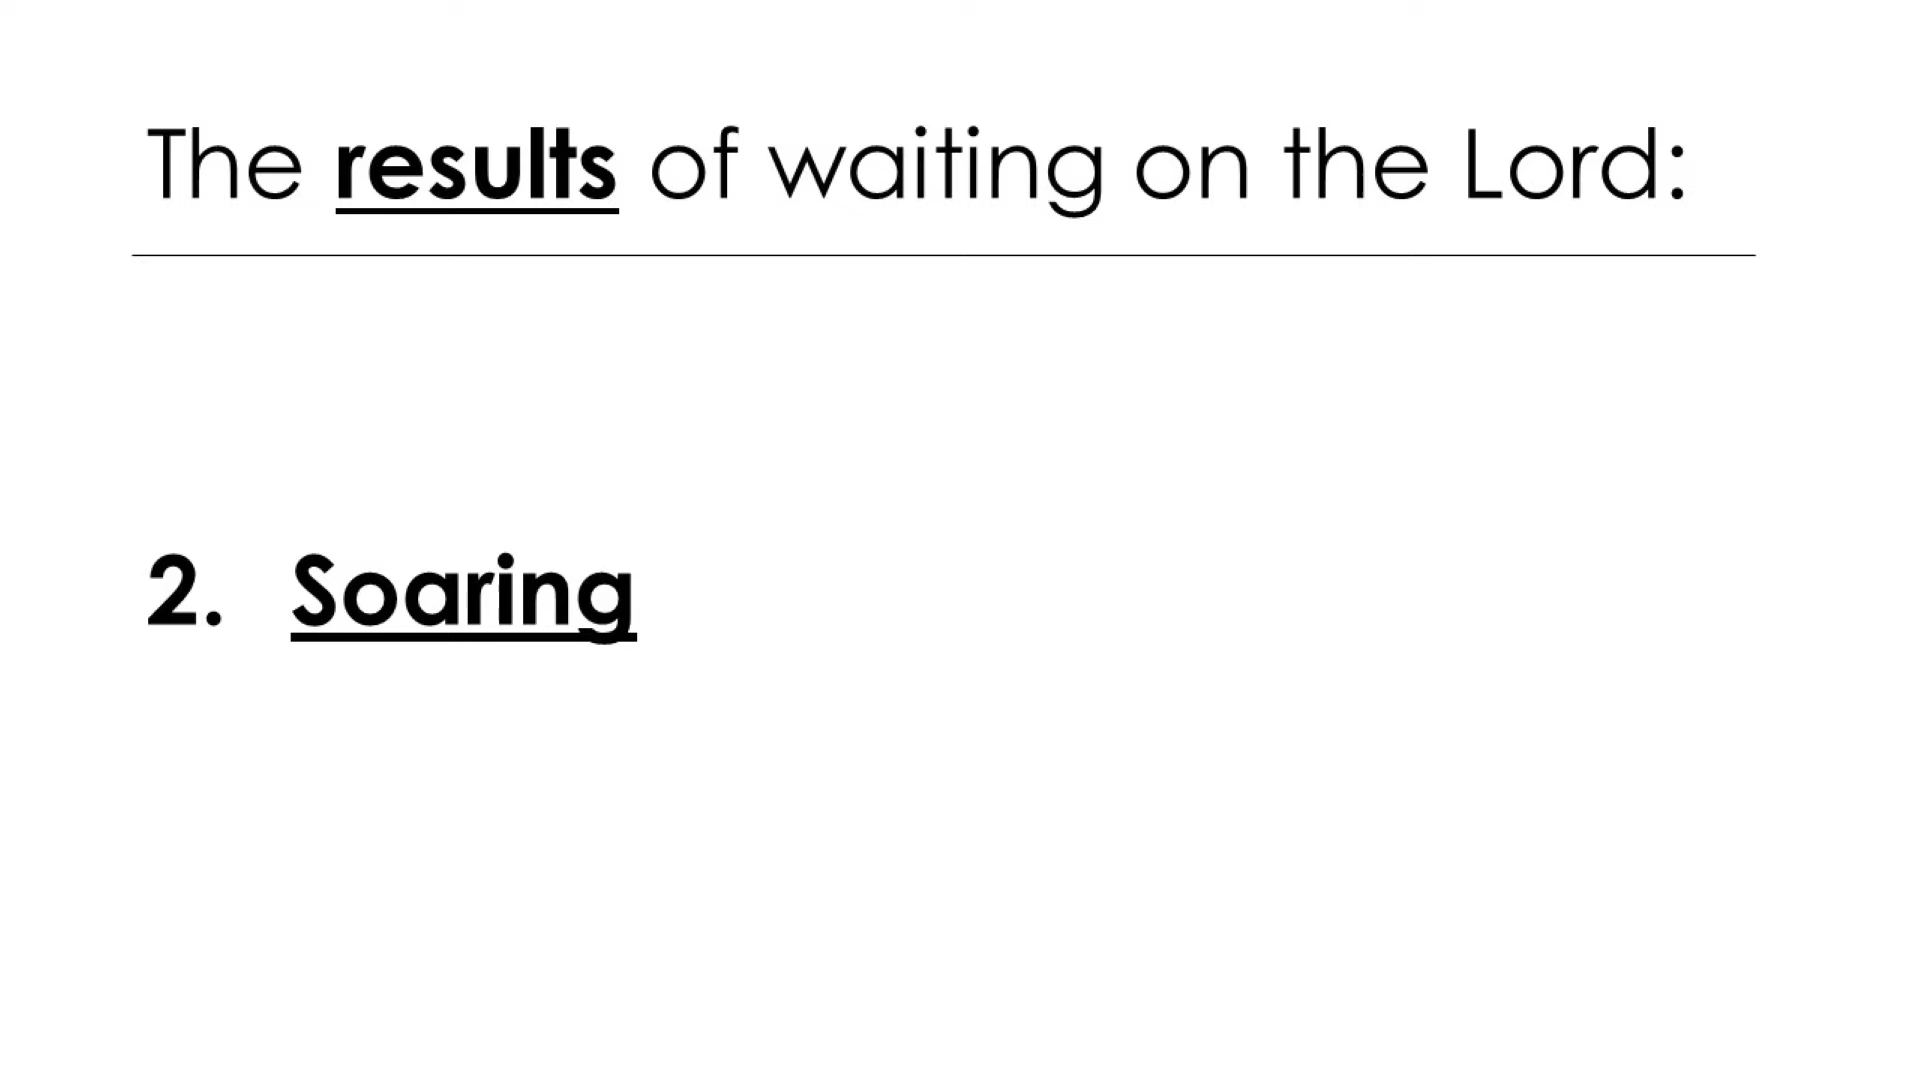 The results of waiting on the Lord:
2. Soaring